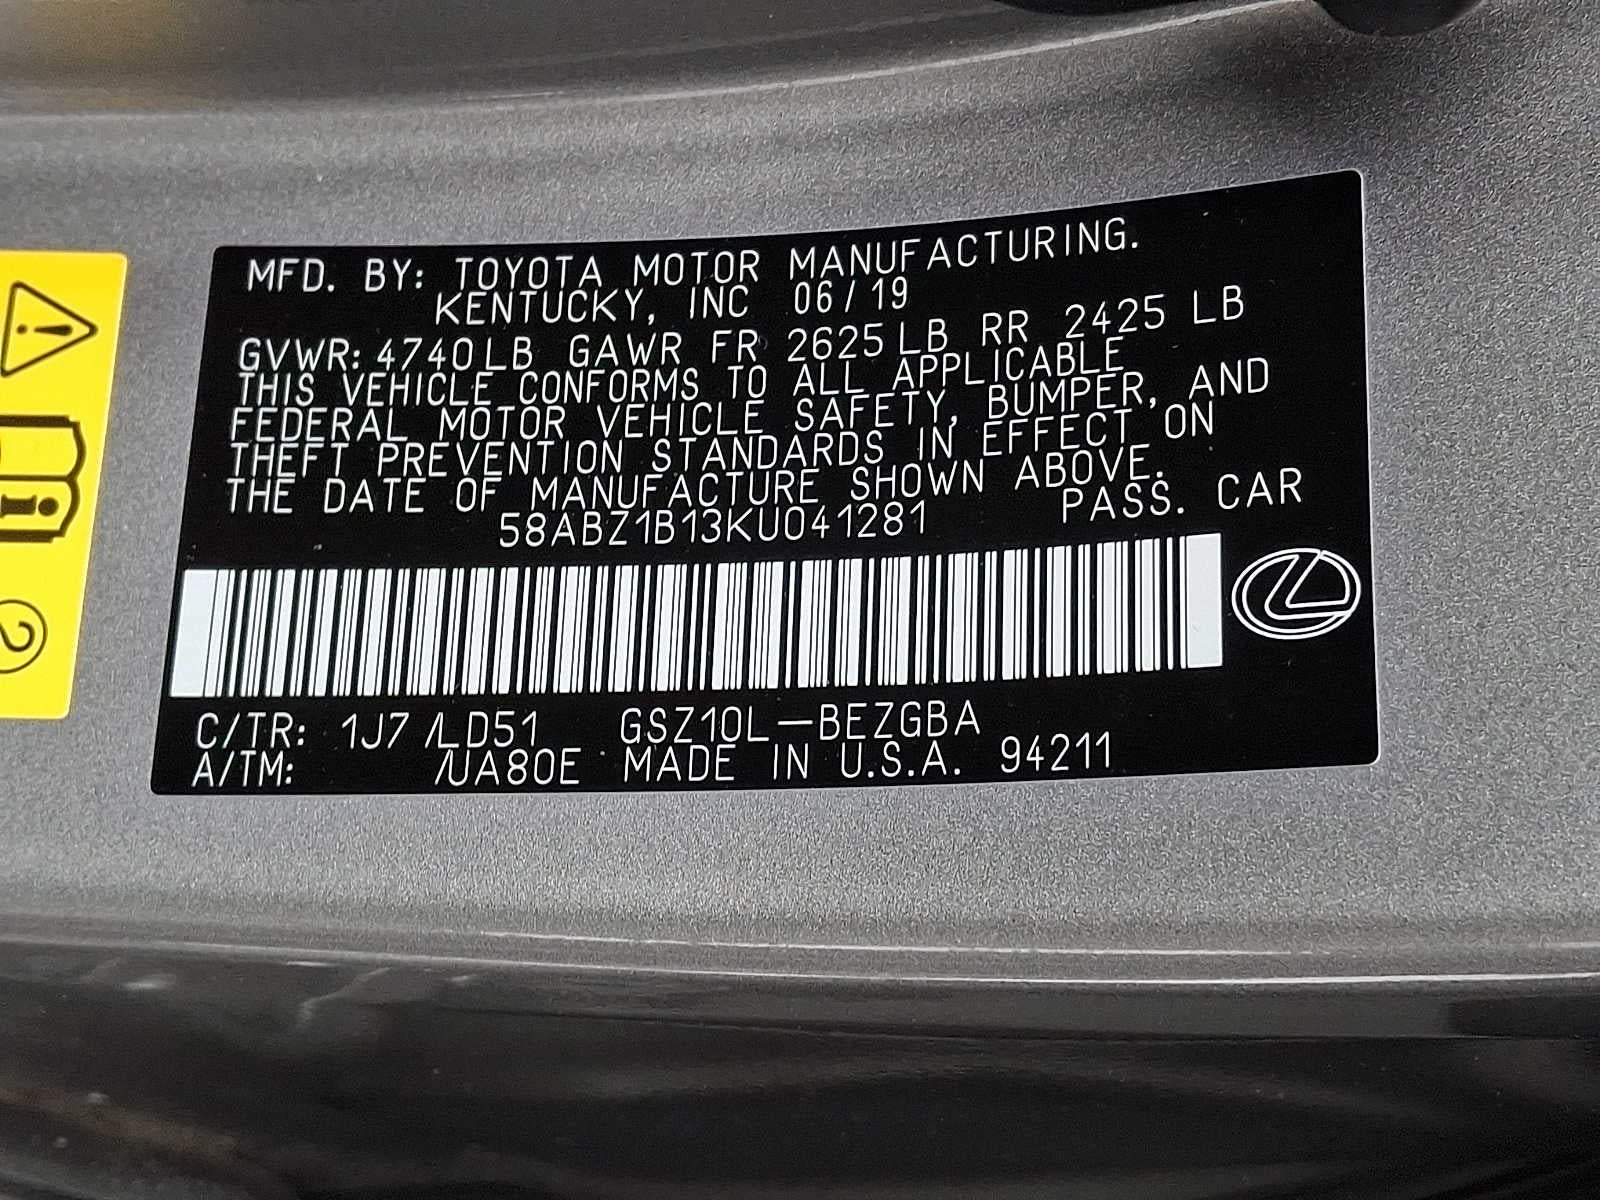 MFD. BY: TOYOTA MOTOR MANUFACTURING.
KENTUCKY, INC 06/19
GVWR: 4740LB GAWR FR 2625LB RR 2425 LB
THIS VEHICLE CONFORMS TO ALL APPLICABLE
FEDERAL MOTOR VEHICLE SAFETY, BUMPER, AND
THEFT PREVENTION STANDARDS IN EFFECT ON
THE DATE OF MANUFACTURE SHOWN ABOVE.
58ABZ1B13KU041281 PASS. CAR
C/TR: 1J7 /LD51 GSZ10L-BEZGBA
A/TM: /UA80E MADE IN U.S.A. 94211
!
i
2